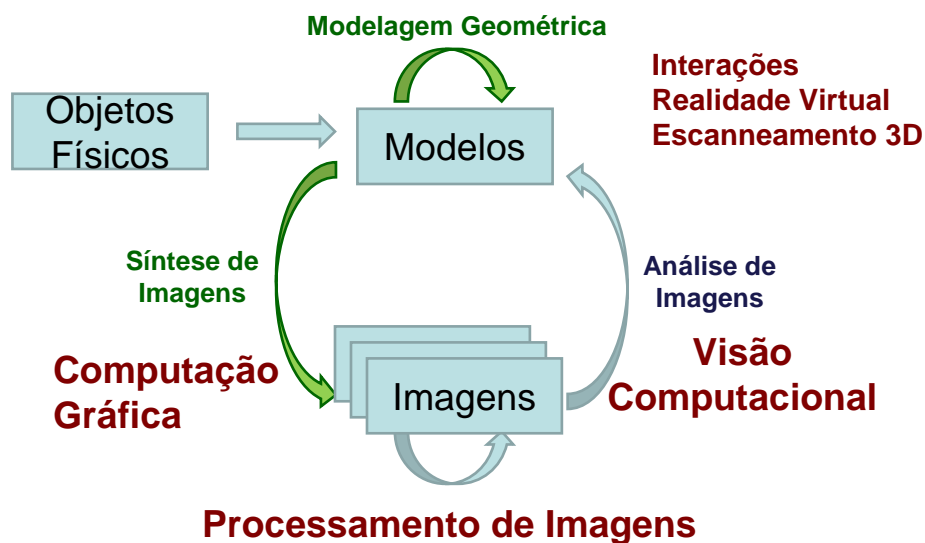 Modelagem Geométrica
Interações
Realidade Virtual
Escanneamento 3D
Objetos
Físicos
Modelos
Síntese de
Imagens
Análise de
Imagens
Computação
Gráfica
Imagens
Visão
Computacional
Processamento de Imagens